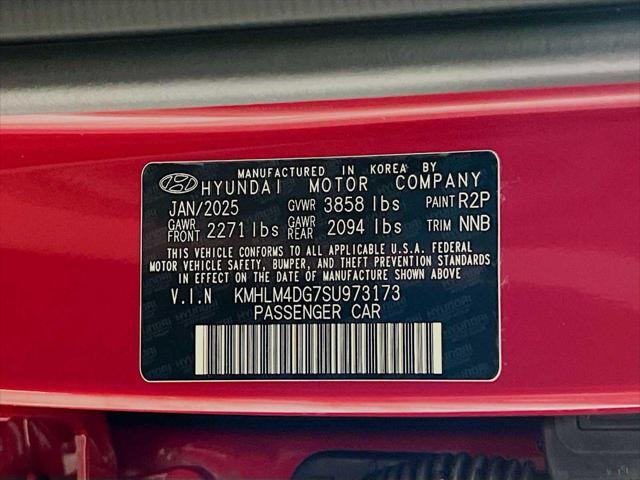 MANUFACTURED IN KOREA BY
HYUNDAI MOTOR COMPANY
JAN/2025 GVWR 3858 lbs PAINT R2P
GAWR FRONT 2271 lbs GAWR REAR 2094 lbs TRIM NNB
THIS VEHICLE CONFORMS TO ALL APPLICABLE U.S.A. FEDERAL
MOTOR VEHICLE SAFETY, BUMPER, AND THEFT PREVENTION STANDARDS
IN EFFECT ON THE DATE OF MANUFACTURE SHOWN ABOVE.
V.I.N KMHLM4DG7SU973173
PASSENGER CAR